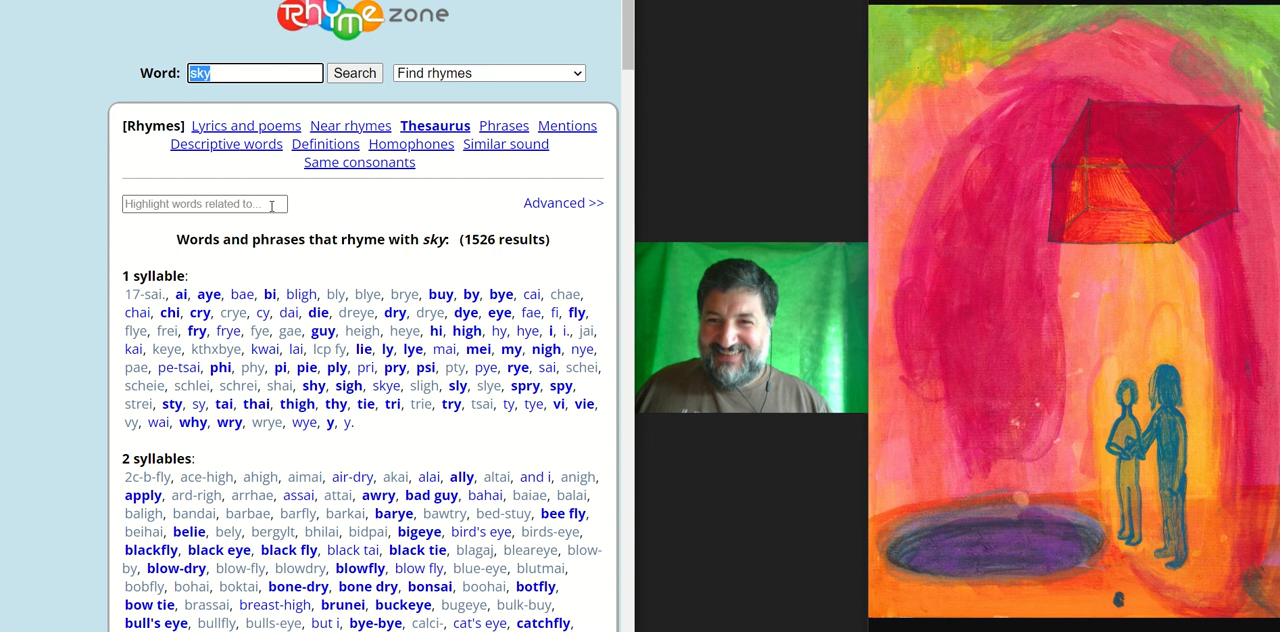 Rhyme zone
Word: sky Search Find rhymes
[Rhymes] Lyrics and poems Near rhymes Thesaurus Phrases Mentions
Descriptive words Definitions Homophones Similar sound
Same consonants
Highlight words related to... Advanced >>
Words and phrases that rhyme with sky: (1526 results)
1 syllable:
17-sai., ai, aye, bae, bi, bligh, bly, blye, brye, buy, by, bye, cai, chae,
chai, chi, cry, crye, cy, dai, die, dreye, dry, drye, dye, eye, fae, fi, fly,
flye, frei, fry, frye, fye, gae, guy, heigh, heye, hi, high, hy, hye, i, i., jai,
kai, keye, kthxbye, kwai, lai, lcp fy, lie, ly, lye, mai, mei, my, nigh, nye,
pae, pe-tsai, phi, phy, pi, pie, ply, pri, pry, psi, pty, pye, rye, sai, schei,
scheie, schlei, schrei, shai, shy, sigh, skye, sligh, sly, slye, spry, spy,
strei, sty, sy, tai, thai, thigh, thy, tie, tri, trie, try, tsai, ty, tye, vi, vie,
vy, wai, why, wry, wrye, wye, y, y.
2 syllables:
2c-b-fly, ace-high, ahigh, aimai, air-dry, akai, alai, ally, altai, and i, anigh,
apply, ard-righ, arrhae, assai, attai, awry, bad guy, bahai, baiae, balai,
baligh, bandai, barbae, barfly, barkai, barye, bawtry, bed-stuy, bee fly,
beihai, belie, bely, bergylt, bhilai, bidpai, bigeye, bird's eye, birds-eye,
blackfly, black eye, black fly, black tai, black tie, blagaj, bleareye, blow-
by, blow-dry, blow-fly, blowdry, blowfly, blow fly, blue-eye, blutmai,
bobfly, bohai, boktai, bone-dry, bone dry, bonsai, boohai, botfly,
bow tie, brassai, breast-high, brunei, buckeye, bugeye, bulk-buy,
bull's eye, bullfly, bulls-eye, but i, bye-bye, calci-, cat's eye, catchfly,